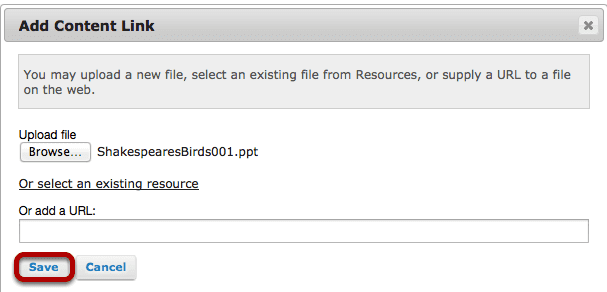 Add Content Link
You may upload a new file, select an existing file from Resources, or supply a URL to a file
on the web.
Upload file
Browse... ShakespearesBirds001.ppt
Or select an existing resource
Or add a URL:
Save Cancel